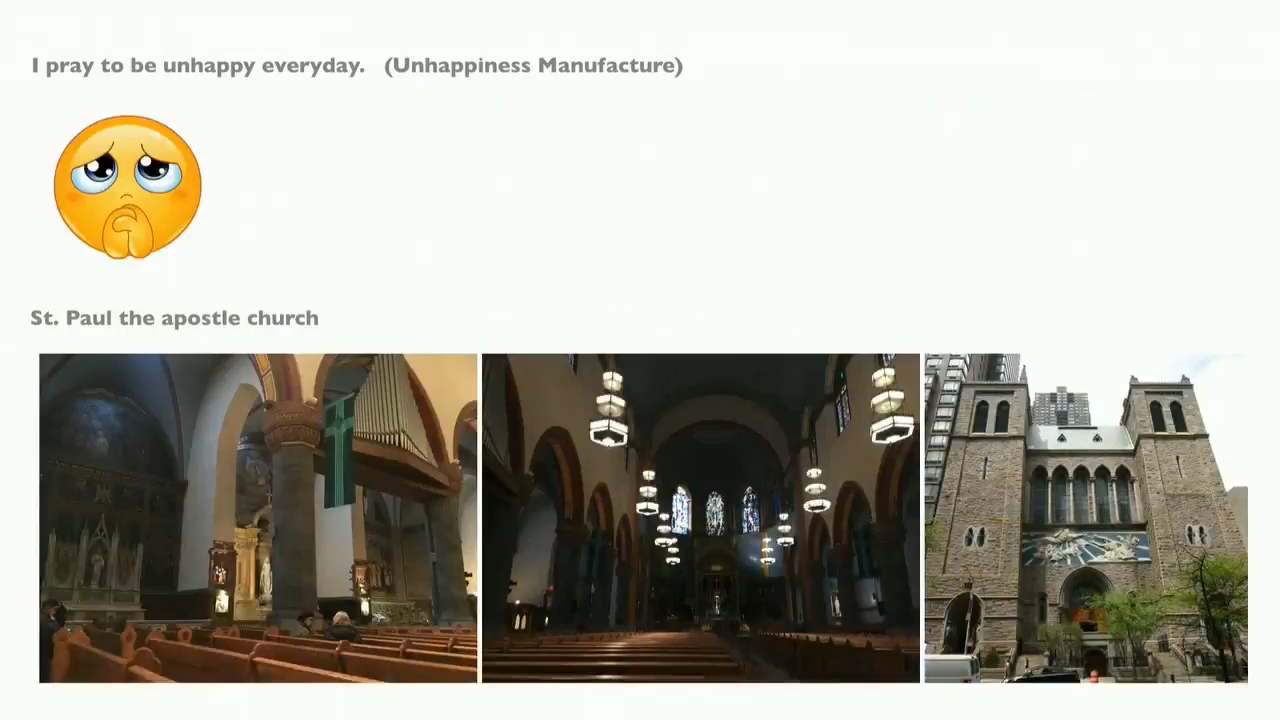 I pray to be unhappy everyday. (Unhappiness Manufacture)
St. Paul the apostle church